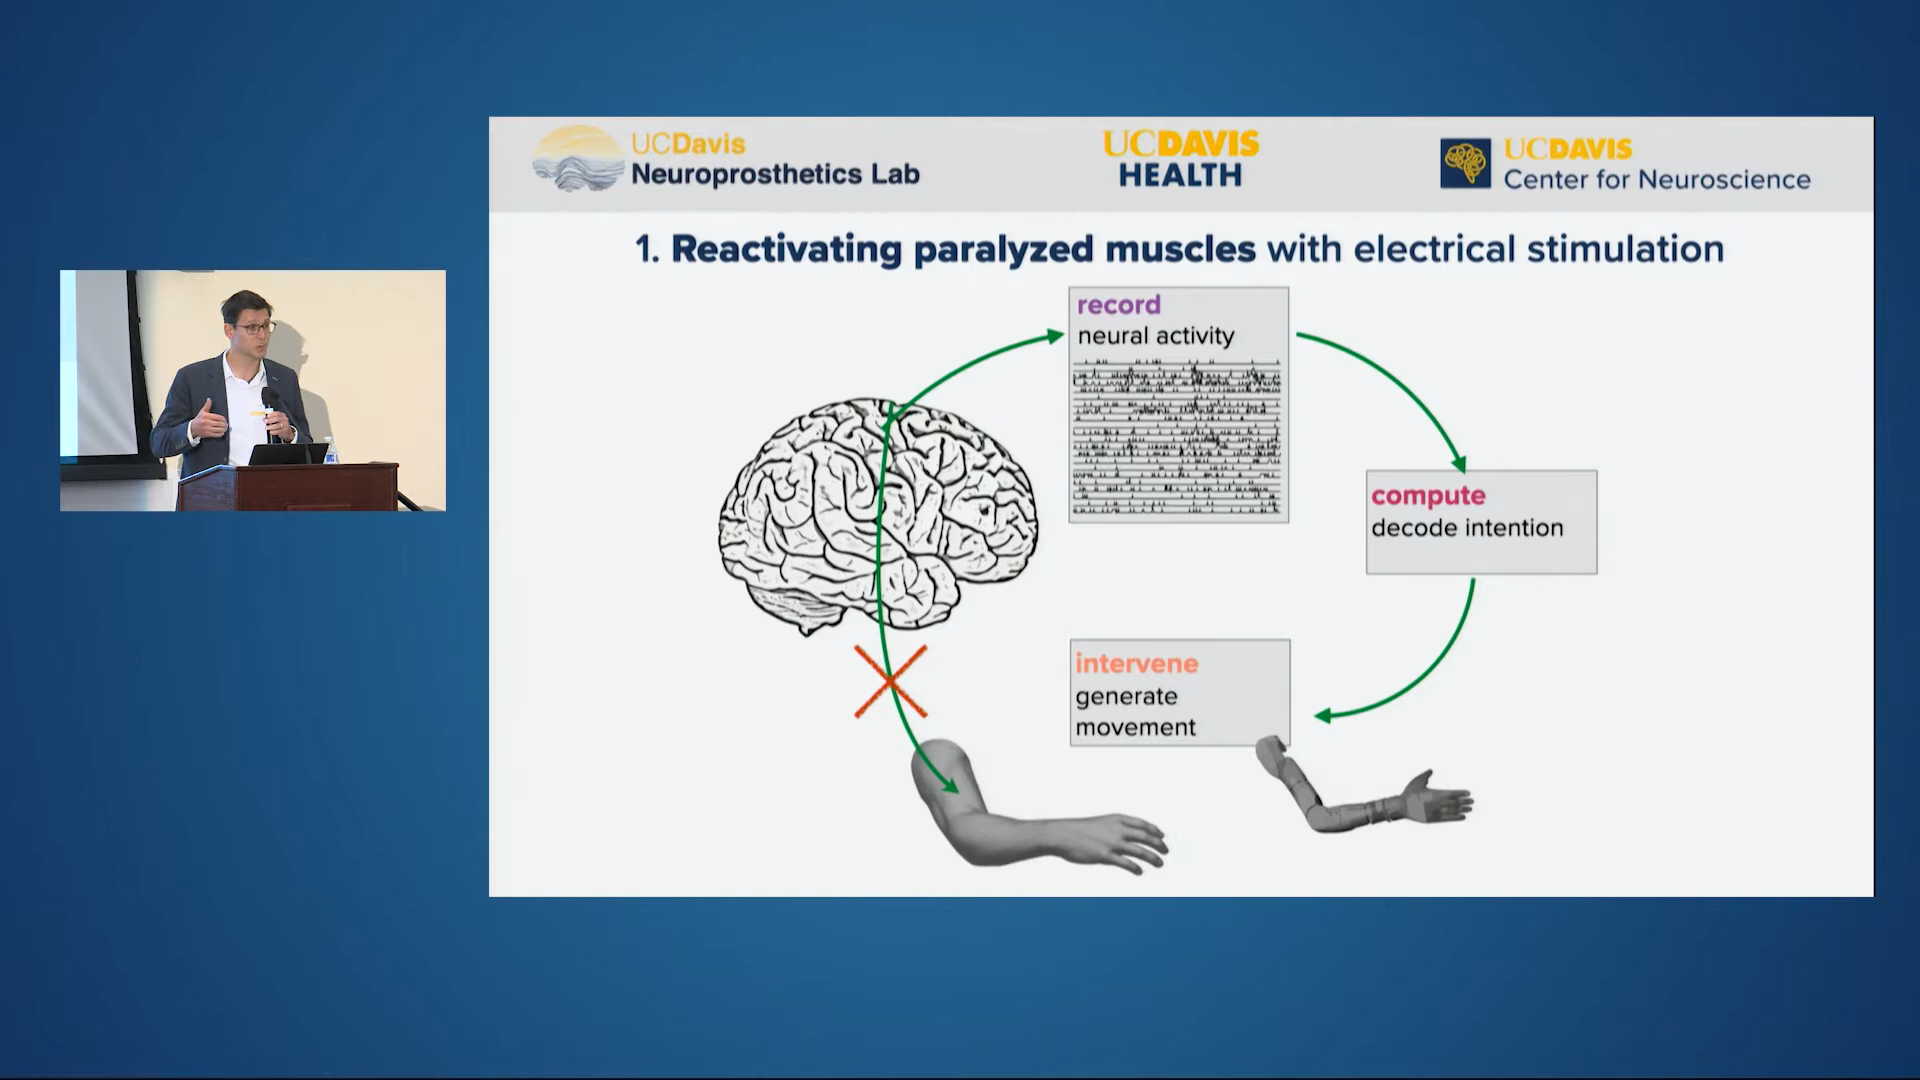 UCDavis
Neuroprosthetics Lab
UCDAVIS
HEALTH
UCDAVIS
Center for Neuroscience
1. Reactivating paralyzed muscles with electrical stimulation
record
neural activity
compute
decode intention
intervene
generate
movement